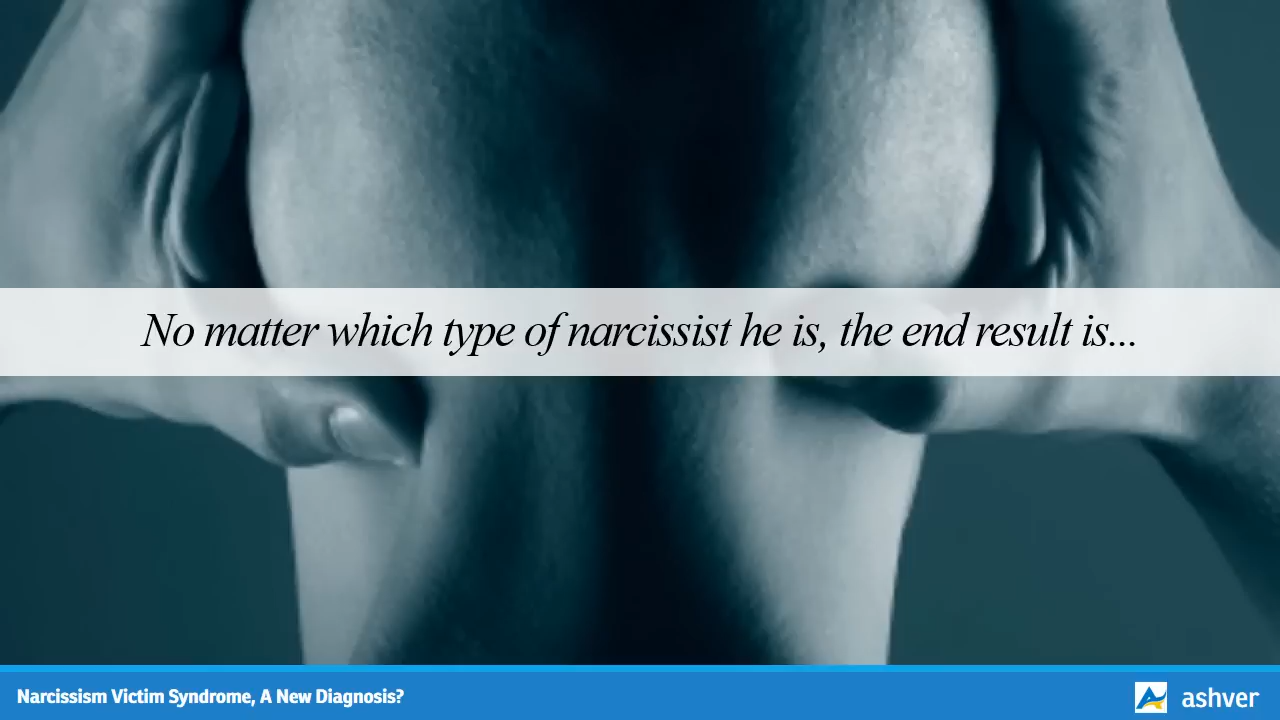 No matter which type of narcissist he is, the end result is...
Narcissism Victim Syndrome, A New Diagnosis?
ashver